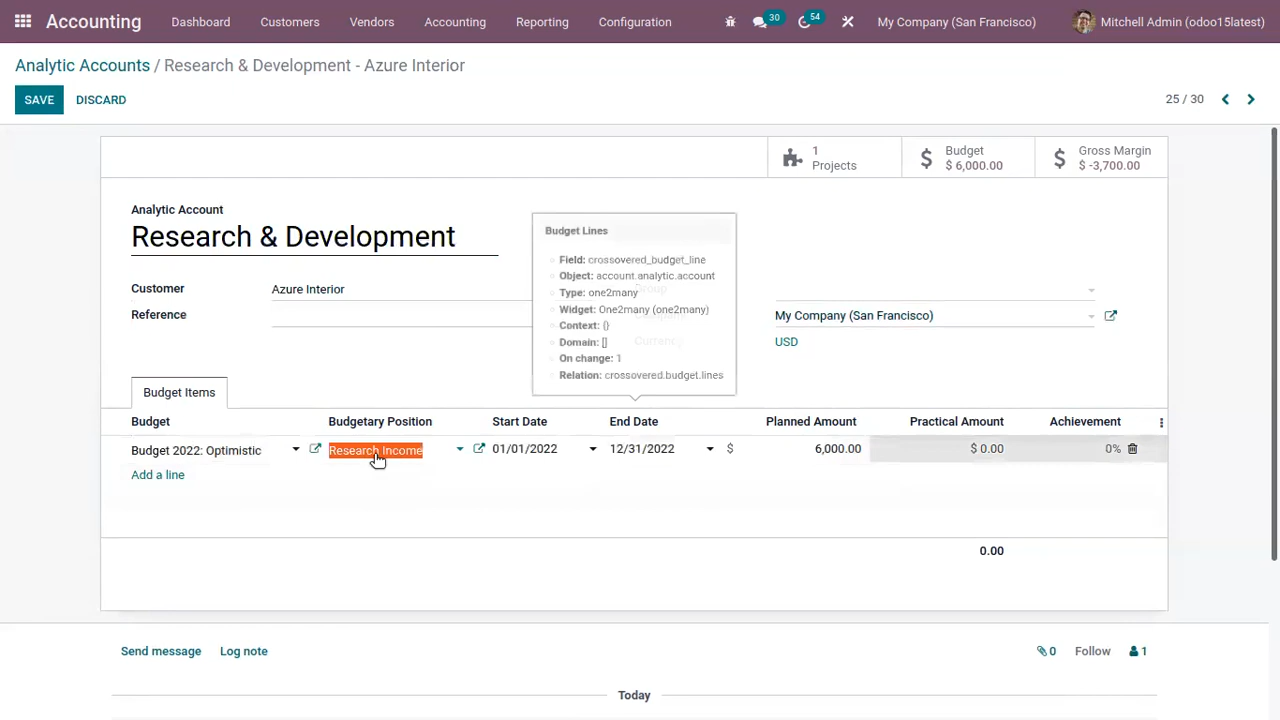 Accounting Dashboard Customers Vendors Accounting Reporting Configuration 30 54 My Company (San Francisco) Mitchell Admin (odoo15latest)
Analytic Accounts / Research & Development - Azure Interior
SAVE DISCARD 25 / 30
1 Projects
$ Budget $ 6,000.00
$ Gross Margin $ -3,700.00
Analytic Account
Research & Development
Customer Azure Interior
Reference
Group
My Company (San Francisco)
Currency USD
Budget Lines
Field: crossovered_budget_line
Object: account.analytic.account
Type: one2many
Widget: One2many (one2many)
Context: {}
Domain: []
On change: 1
Relation: crossovered.budget.lines
Budget Items
Budget Budgetary Position Start Date End Date Planned Amount Practical Amount Achievement
Budget 2022: Optimistic Research Income 01/01/2022 12/31/2022 $ 6,000.00 $ 0.00 0%
Add a line
0.00
Send message Log note 0 Follow 1
Today